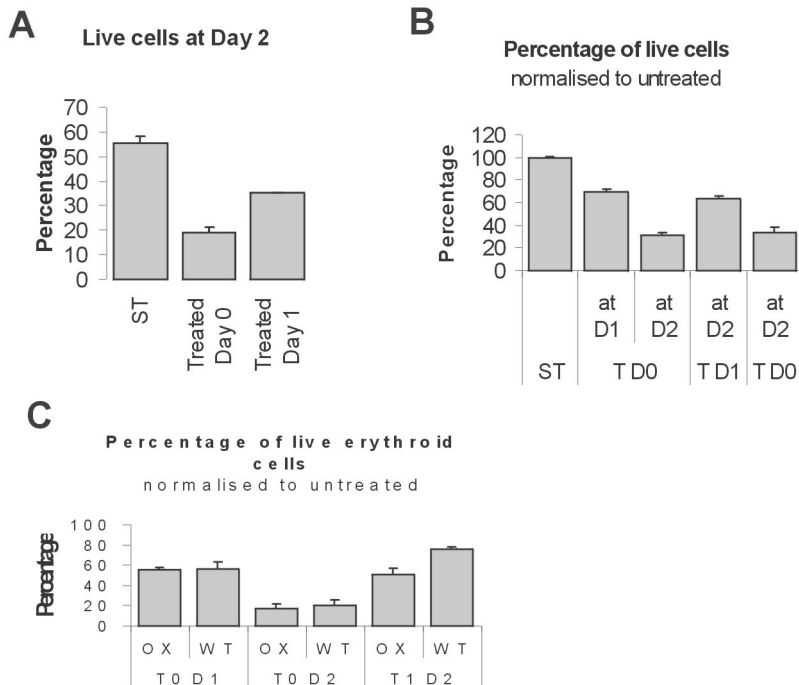 A
Live cells at Day 2
Percentage
70
60
50
40
30
20
10
0
ST
Treated
Day 0
Treated
Day 1
B
Percentage of live cells
normalised to untreated
Percentage
120
100
80
60
40
20
0
at at at at
D1 D2 D2 D2
ST T D0 T D1 T D0
C
Percentage of live erythroid
cells
normalised to untreated
Percentage
100
80
60
40
20
0
OX WT OX WT OX WT
T0 D1 T0 D2 T1 D2